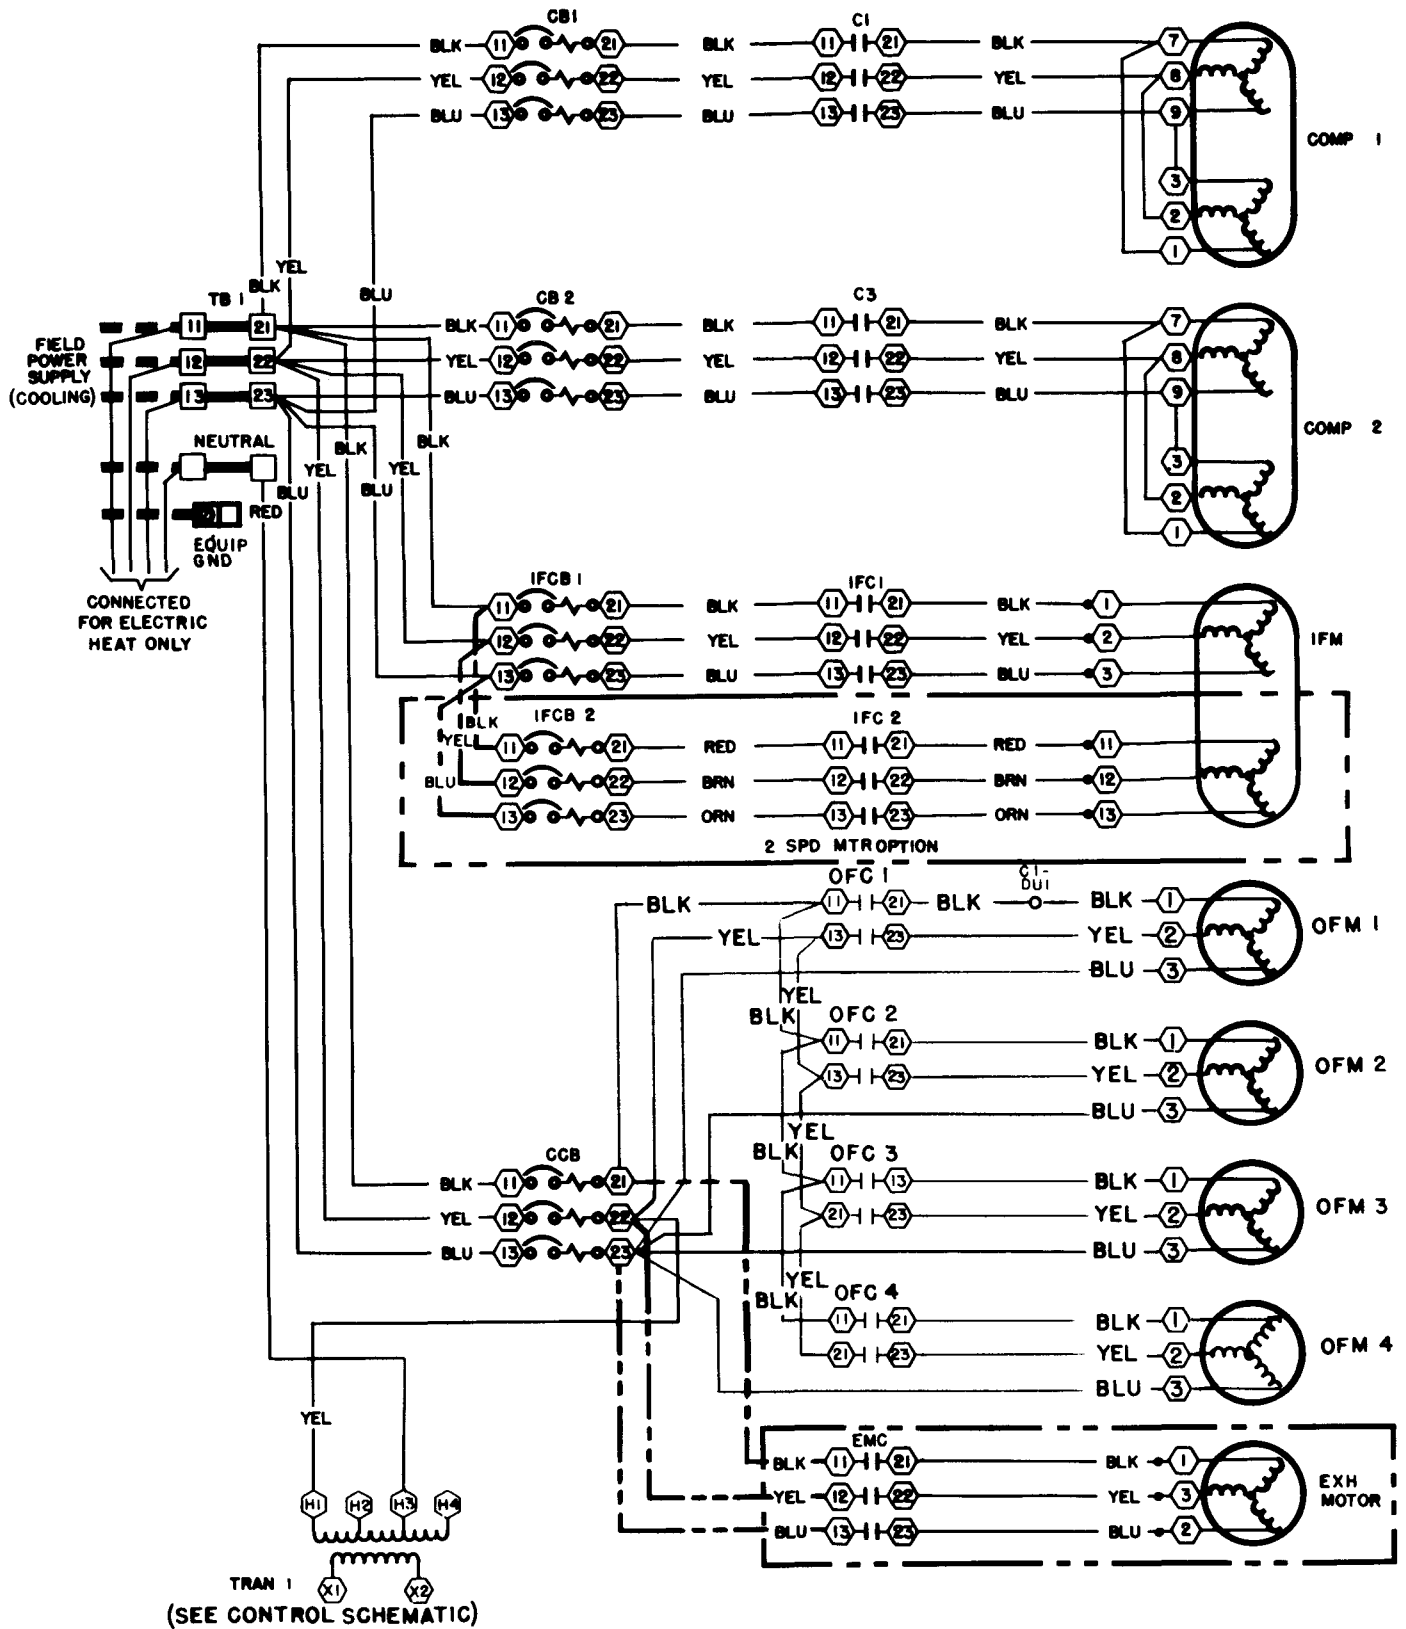 CB1
C1
BLK 11 21 BLK 11 21 BLK 7
YEL 12 22 YEL 12 22 YEL 8
BLU 13 23 BLU 13 23 BLU 9
COMP 1
3
2
1
YEL
BLK
BLU
TB 1
CB 2
C3
11 21 BLK 11 21 BLK 11 21 BLK 7
12 22 YEL 12 22 YEL 12 22 YEL 8
13 23 BLU 13 23 BLU 13 23 BLU 9
FIELD
POWER
SUPPLY
(COOLING)
COMP 2
3
2
1
NEUTRAL
BLK
BLK
YEL
YEL
BLU
BLU
RED
EQUIP
GND
CONNECTED
FOR ELECTRIC
HEAT ONLY
IFCB 1
IFC1
11 21 BLK 11 21 BLK 1
12 22 YEL 12 22 YEL 2
13 23 BLU 13 23 BLU 3
IFM
IFCB 2
IFC 2
BLK
YEL
BLU
11 21 RED 11 21 RED 11
12 22 BRN 12 22 BRN 12
13 23 ORN 13 23 ORN 13
2 SPD MTR OPTION
OFC 1
C1-
DU1
BLK 11 21 BLK BLK 1
YEL 13 23 YEL 2
BLU 3
OFM 1
YEL
BLK
OFC 2
11 21 BLK 1
13 23 YEL 2
BLU 3
OFM 2
YEL
BLK
OFC 3
11 13 BLK 1
21 23 YEL 2
BLU 3
OFM 3
CCB
BLK 11 21
YEL 12 22
BLU 13 23
YEL
BLK
OFC 4
11 21 BLK 1
21 23 YEL 2
BLU 3
OFM 4
YEL
EMC
BLK 11 21 BLK 1
YEL 12 22 YEL 3
BLU 13 23 BLU 2
EXH
MOTOR
H1 H2 H3 H4
TRAN 1
X1 X2
(SEE CONTROL SCHEMATIC)